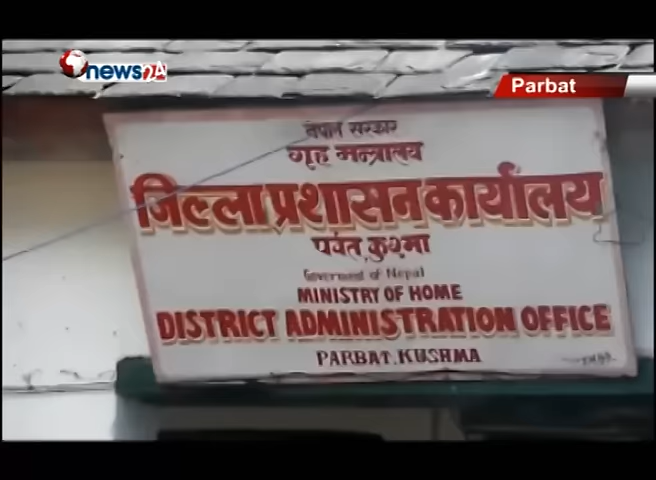 news24
Parbat
नेपाल सरकार
गृह मन्त्रालय
जिल्ला प्रशासन कार्यालय
पर्वत, कुश्मा
Goverment of Nepal
MINISTRY OF HOME
DISTRICT ADMINISTRATION OFFICE
PARBAT, KUSHMA